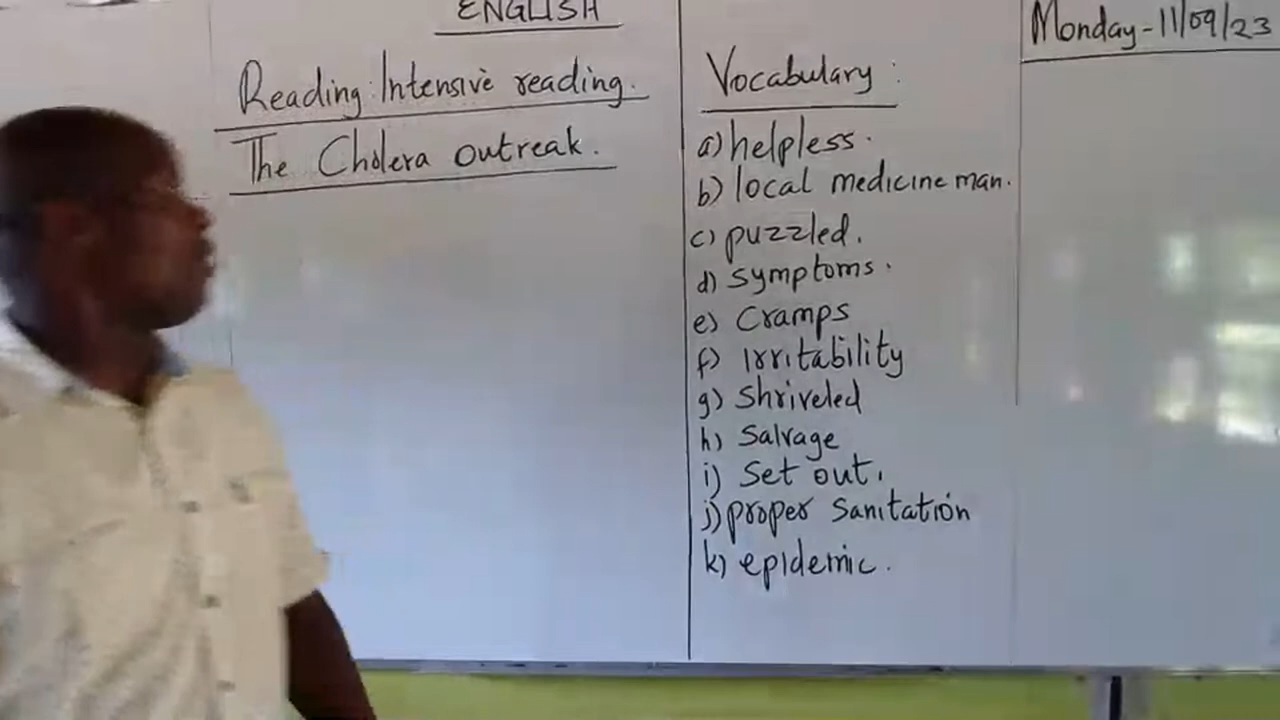 ENGLISH
Monday - 11/09/23
Reading: Intensive reading.
The Cholera outreak.
Vocabulary:
a) helpless.
b) local medicine man.
c) puzzled.
d) symptoms.
e) Cramps
f) Irritability
g) Shriveled
h) Salvage
i) Set out.
j) proper Sanitation
k) epidemic.